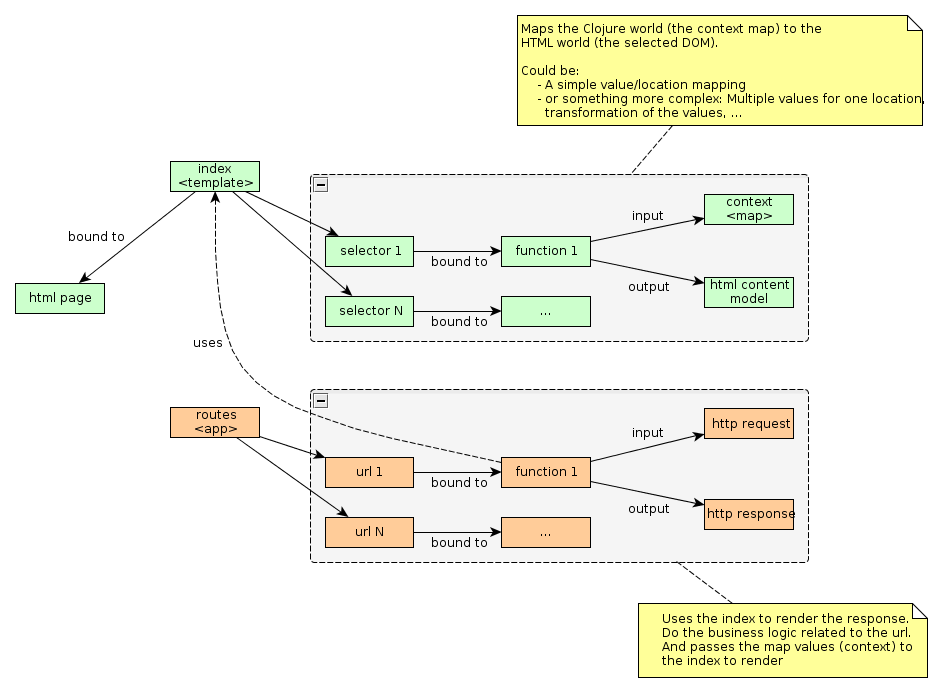 Maps the Clojure world (the context map) to the
HTML world (the selected DOM).
Could be:
- A simple value/location mapping
- or something more complex: Multiple values for one location,
transformation of the values, ...
index
<template>
bound to
html page
selector 1
bound to
function 1
input
context
<map>
output
html content
model
selector N
bound to
...
uses
routes
<app>
url 1
bound to
function 1
input
http request
output
http response
url N
bound to
...
Uses the index to render the response.
Do the business logic related to the url.
And passes the map values (context) to
the index to render